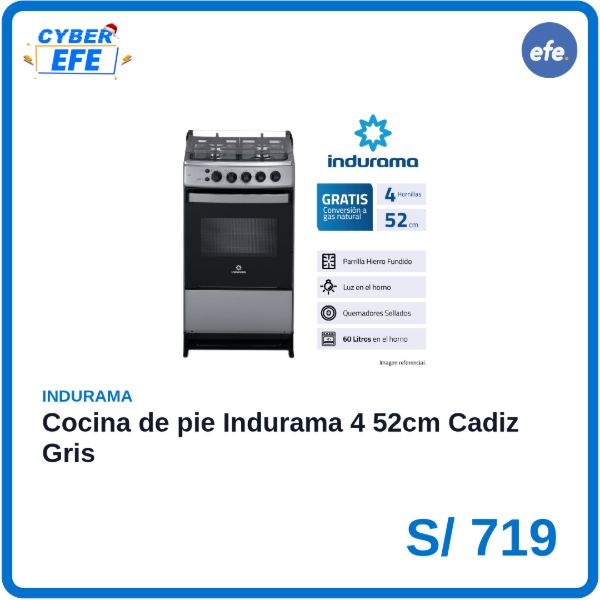 CYBER
EFE
efe.
indurama
GRATIS
Conversión a
gas natural
4 Hornillas
52 cm
Parrilla Hierro Fundido
Luz en el horno
Quemadores Sellados
60 Litros en el horno
indurama
Imagen referencial.
INDURAMA
Cocina de pie Indurama 4 52cm Cadiz
Gris
S/ 719